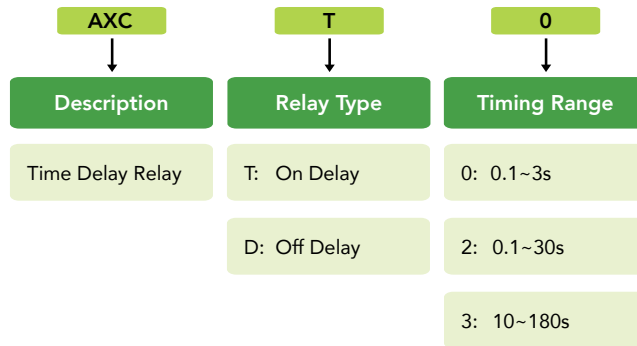 AXC T 0
Description Relay Type Timing Range
Time Delay Relay T: On Delay 0: 0.1~3s
D: Off Delay 2: 0.1~30s
3: 10~180s